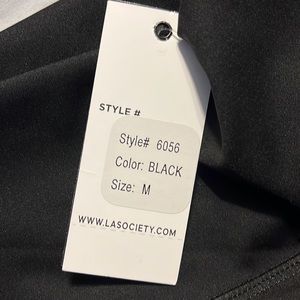 STYLE #
Style# 6056
Color: BLACK
Size: M
WWW.LASOCIETY.COM